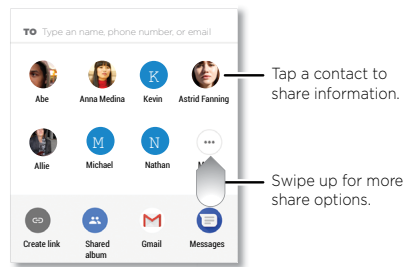 TO Type an name, phone number, or email
K
Abe Anna Medina Kevin Astrid Fanning
Tap a contact to
share information.
M N
Allie Michael Nathan
Swipe up for more
share options.
Create link Shared album Gmail Messages